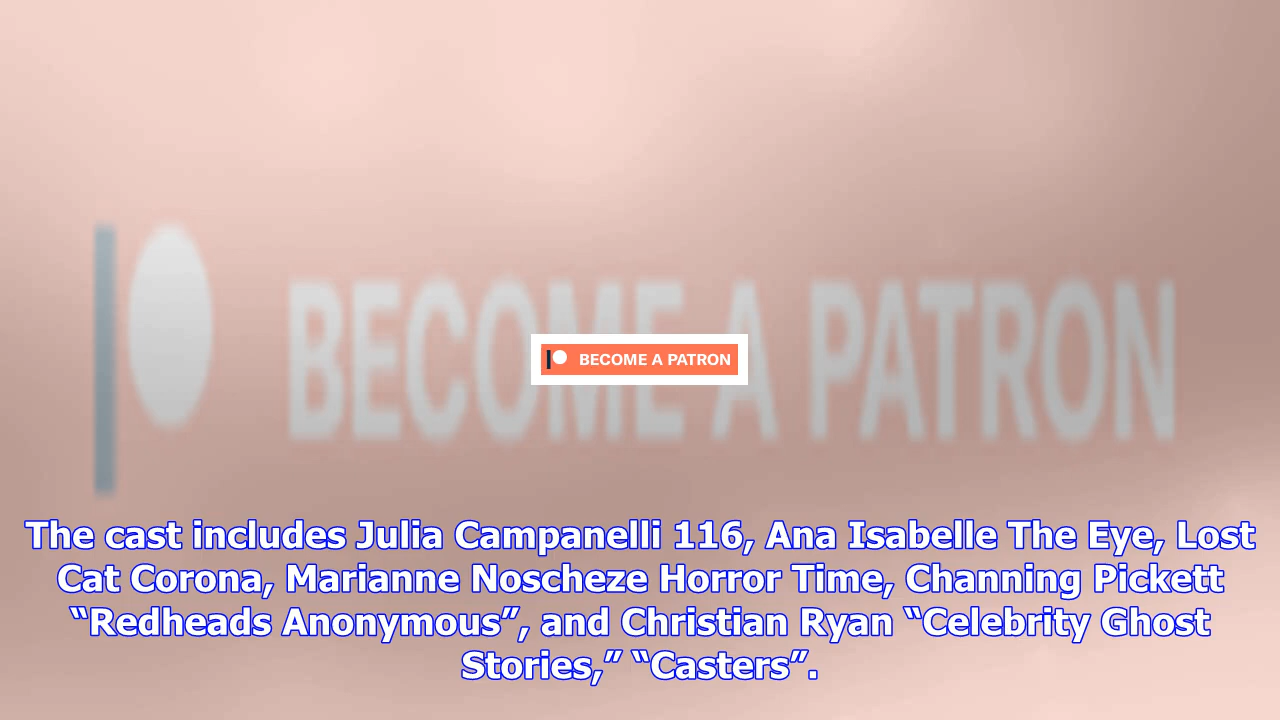 BECOME A PATRON
BECOME A PATRON
The cast includes Julia Campanelli 116, Ana Isabelle The Eye, Lost
Cat Corona, Marianne Noscheze Horror Time, Channing Pickett
“Redheads Anonymous”, and Christian Ryan “Celebrity Ghost
Stories,” “Casters”.